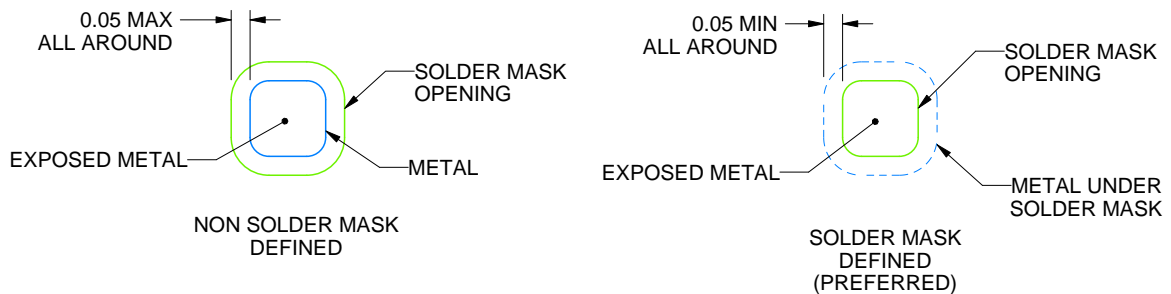 0.05 MAX
ALL AROUND
SOLDER MASK
OPENING
EXPOSED METAL
METAL
NON SOLDER MASK
DEFINED
0.05 MIN
ALL AROUND
SOLDER MASK
OPENING
EXPOSED METAL
METAL UNDER
SOLDER MASK
SOLDER MASK
DEFINED
(PREFERRED)